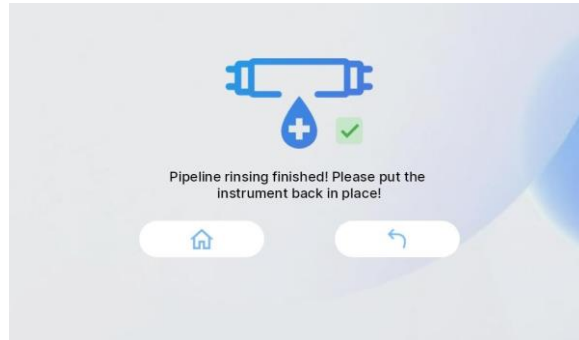 Pipeline rinsing finished! Please put the
instrument back in place!